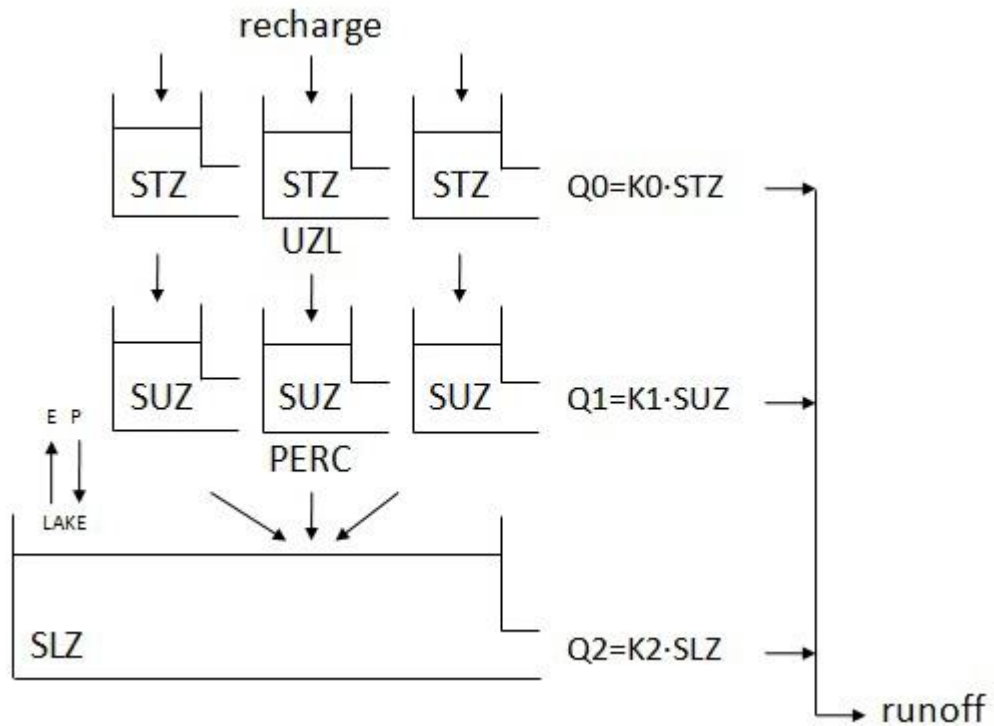 recharge
STZ STZ STZ Q0=K0·STZ
UZL
SUZ SUZ SUZ Q1=K1·SUZ
E P
PERC
LAKE
SLZ Q2=K2·SLZ
runoff